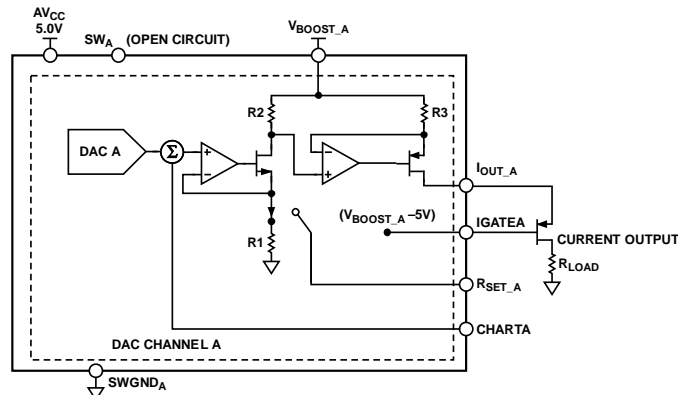 AVCC
5.0V
SWA (OPEN CIRCUIT)
VBOOST_A
R2
R3
DAC A
Σ
+
–
–
+
IOUT_A
(VBOOST_A –5V)
IGATEA
CURRENT OUTPUT
R1
RLOAD
RSET_A
CHARTA
DAC CHANNEL A
SWGNDA